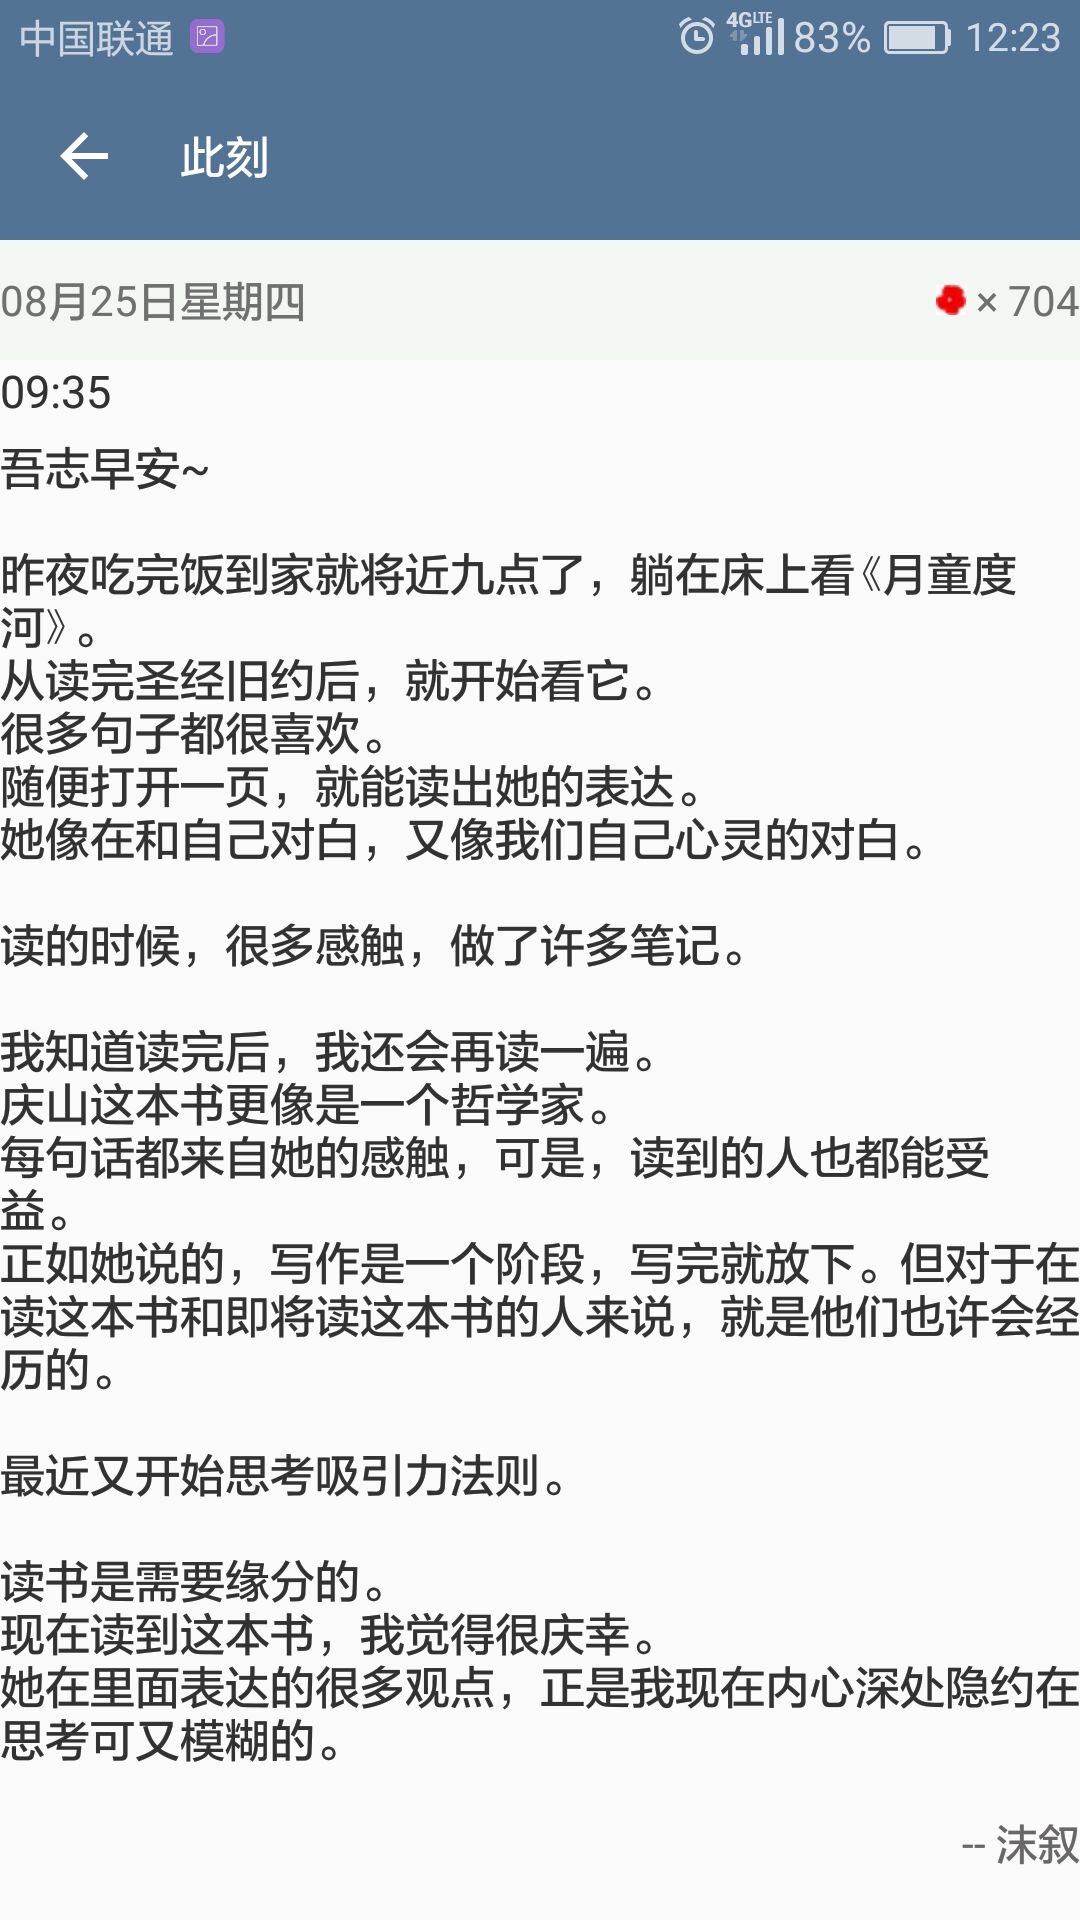 中国联通
4G LTE 83% 12:23
此刻
08月25日星期四
× 704
09:35
吾志早安~
昨夜吃完饭到家就将近九点了，躺在床上看《月童度
河》。
从读完圣经旧约后，就开始看它。
很多句子都很喜欢。
随便打开一页，就能读出她的表达。
她像在和自己对白，又像我们自己心灵的对白。
读的时候，很多感触，做了许多笔记。
我知道读完后，我还会再读一遍。
庆山这本书更像是一个哲学家。
每句话都来自她的感触，可是，读到的人也都能受
益。
正如她说的，写作是一个阶段，写完就放下。但对于在
读这本书和即将读这本书的人来说，就是他们也许会经
历的。
最近又开始思考吸引力法则。
读书是需要缘分的。
现在读到这本书，我觉得很庆幸。
她在里面表达的很多观点，正是我现在内心深处隐约在
思考可又模糊的。
-- 沫叙